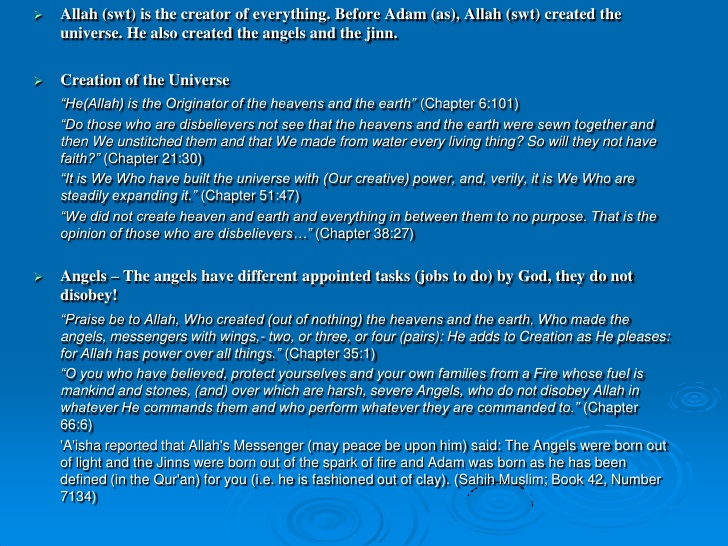 Allah (swt) is the creator of everything. Before Adam (as), Allah (swt) created the
universe. He also created the angels and the jinn.
Creation of the Universe
“He(Allah) is the Originator of the heavens and the earth” (Chapter 6:101)
“Do those who are disbelievers not see that the heavens and the earth were sewn together and
then We unstitched them and that We made from water every living thing? So will they not have
faith?” (Chapter 21:30)
“It is We Who have built the universe with (Our creative) power, and, verily, it is We Who are
steadily expanding it.” (Chapter 51:47)
“We did not create heaven and earth and everything in between them to no purpose. That is the
opinion of those who are disbelievers…” (Chapter 38:27)
Angels – The angels have different appointed tasks (jobs to do) by God, they do not
disobey!
“Praise be to Allah, Who created (out of nothing) the heavens and the earth, Who made the
angels, messengers with wings,- two, or three, or four (pairs): He adds to Creation as He pleases:
for Allah has power over all things.” (Chapter 35:1)
“O you who have believed, protect yourselves and your own families from a Fire whose fuel is
mankind and stones, (and) over which are harsh, severe Angels, who do not disobey Allah in
whatever He commands them and who perform whatever they are commanded to.” (Chapter
66:6)
'A'isha reported that Allah's Messenger (may peace be upon him) said: The Angels were born out
of light and the Jinns were born out of the spark of fire and Adam was born as he has been
defined (in the Qur'an) for you (i.e. he is fashioned out of clay). (Sahih Muslim; Book 42, Number
7134)